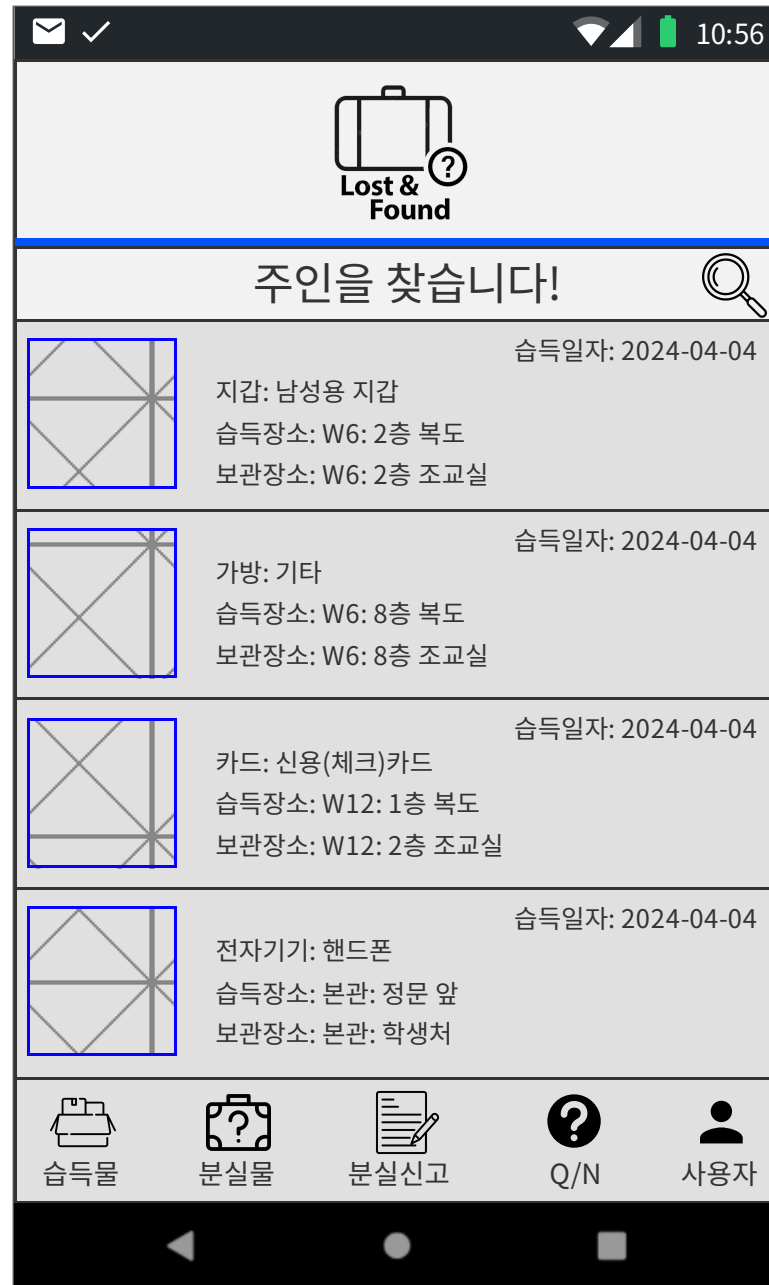 10:56
Lost &
Found
주인을 찾습니다!
습득일자: 2024-04-04
지갑: 남성용 지갑
습득장소: W6: 2층 복도
보관장소: W6: 2층 조교실
습득일자: 2024-04-04
가방: 기타
습득장소: W6: 8층 복도
보관장소: W6: 8층 조교실
습득일자: 2024-04-04
카드: 신용(체크)카드
습득장소: W12: 1층 복도
보관장소: W12: 2층 조교실
습득일자: 2024-04-04
전자기기: 핸드폰
습득장소: 본관: 정문 앞
보관장소: 본관: 학생처
습득물 분실물 분실신고 Q/N 사용자